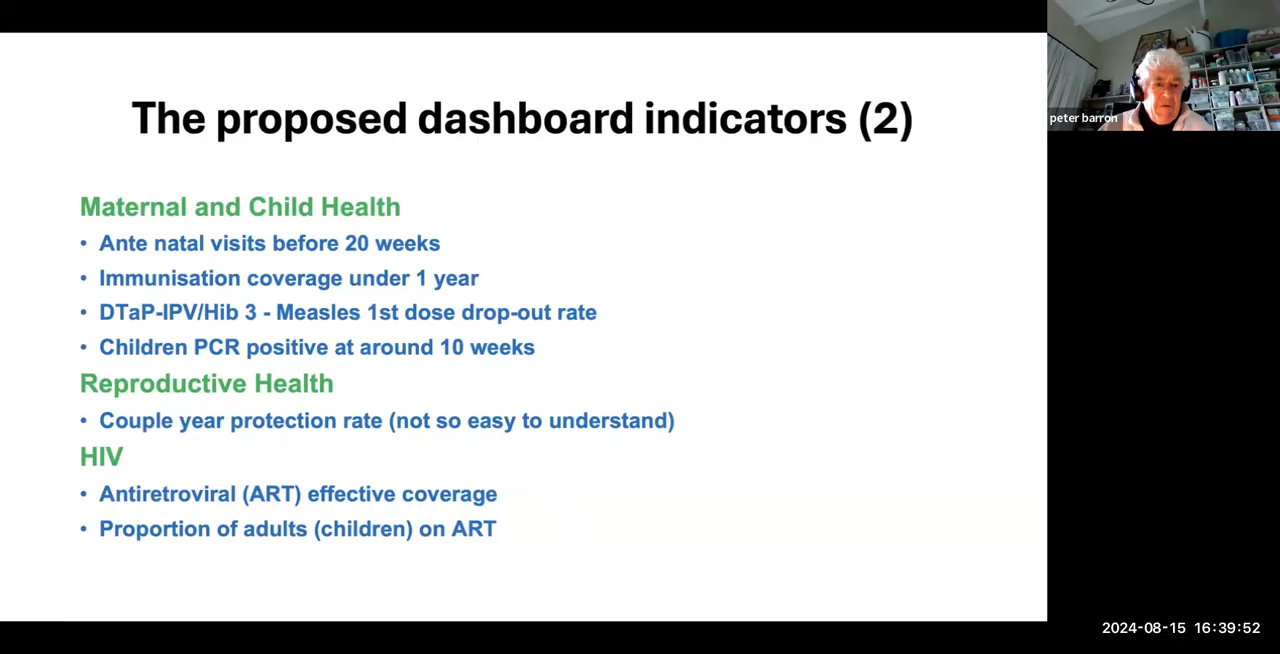 The proposed dashboard indicators (2)
Maternal and Child Health
• Ante natal visits before 20 weeks
• Immunisation coverage under 1 year
• DTaP-IPV/Hib 3 - Measles 1st dose drop-out rate
• Children PCR positive at around 10 weeks
Reproductive Health
• Couple year protection rate (not so easy to understand)
HIV
• Antiretroviral (ART) effective coverage
• Proportion of adults (children) on ART
peter barron
2024-08-15 16:39:52